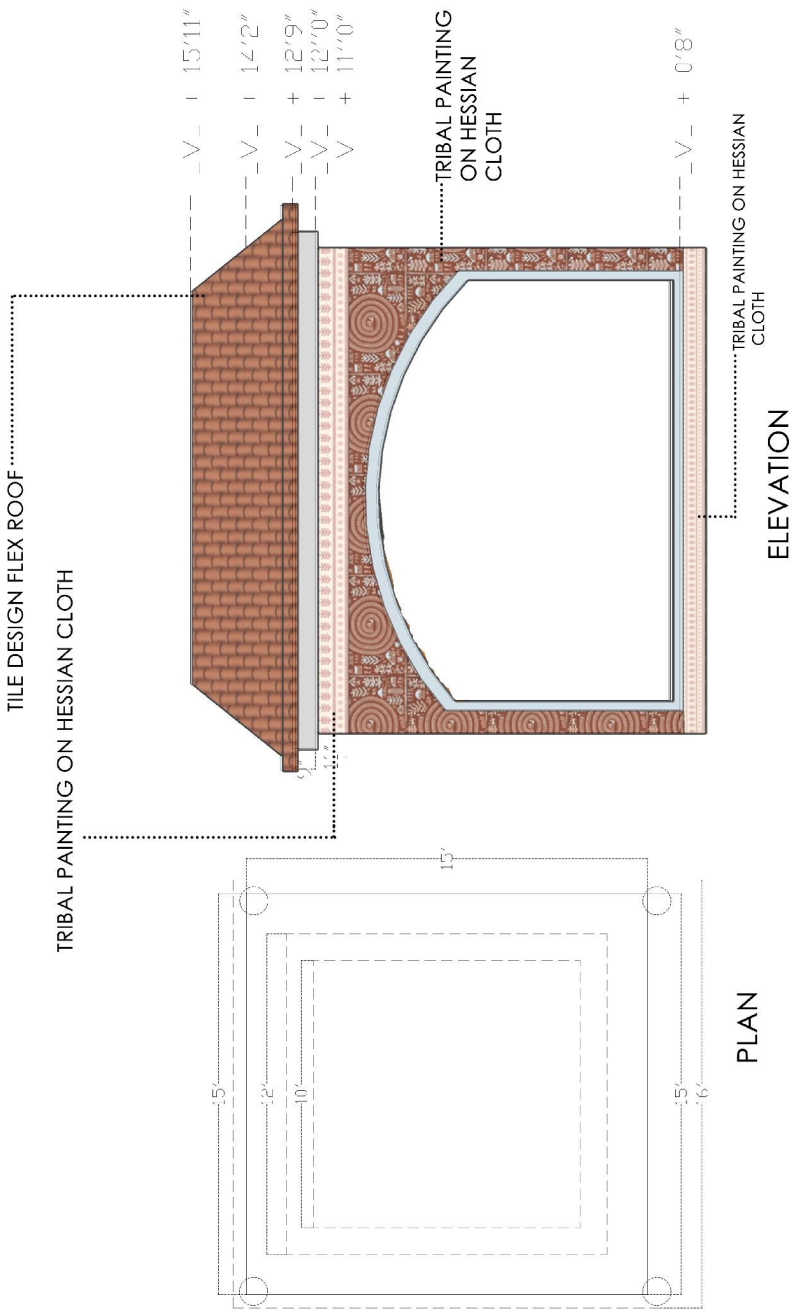 TILE DESIGN FLEX ROOF
TRIBAL PAINTING ON HESSIAN CLOTH
15'11"
14'2"
+ 12'9"
12'0"
+ 11'0"
TRIBAL PAINTING
ON HESSIAN
CLOTH
+ 0'8"
TRIBAL PAINTING ON HESSIAN
CLOTH
9"
ELEVATION
15'
12'
10'
15'
15'
16'
PLAN